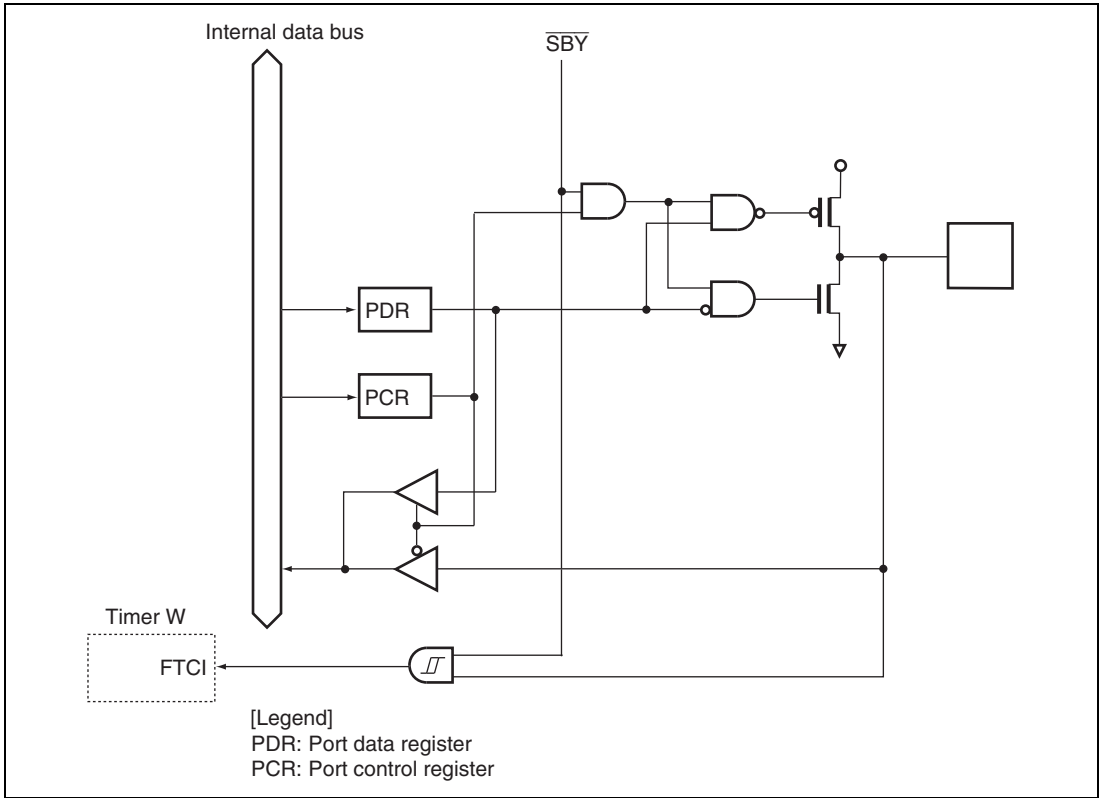 Internal data bus
SBY
PDR
PCR
Timer W
FTCI
[Legend]
PDR: Port data register
PCR: Port control register